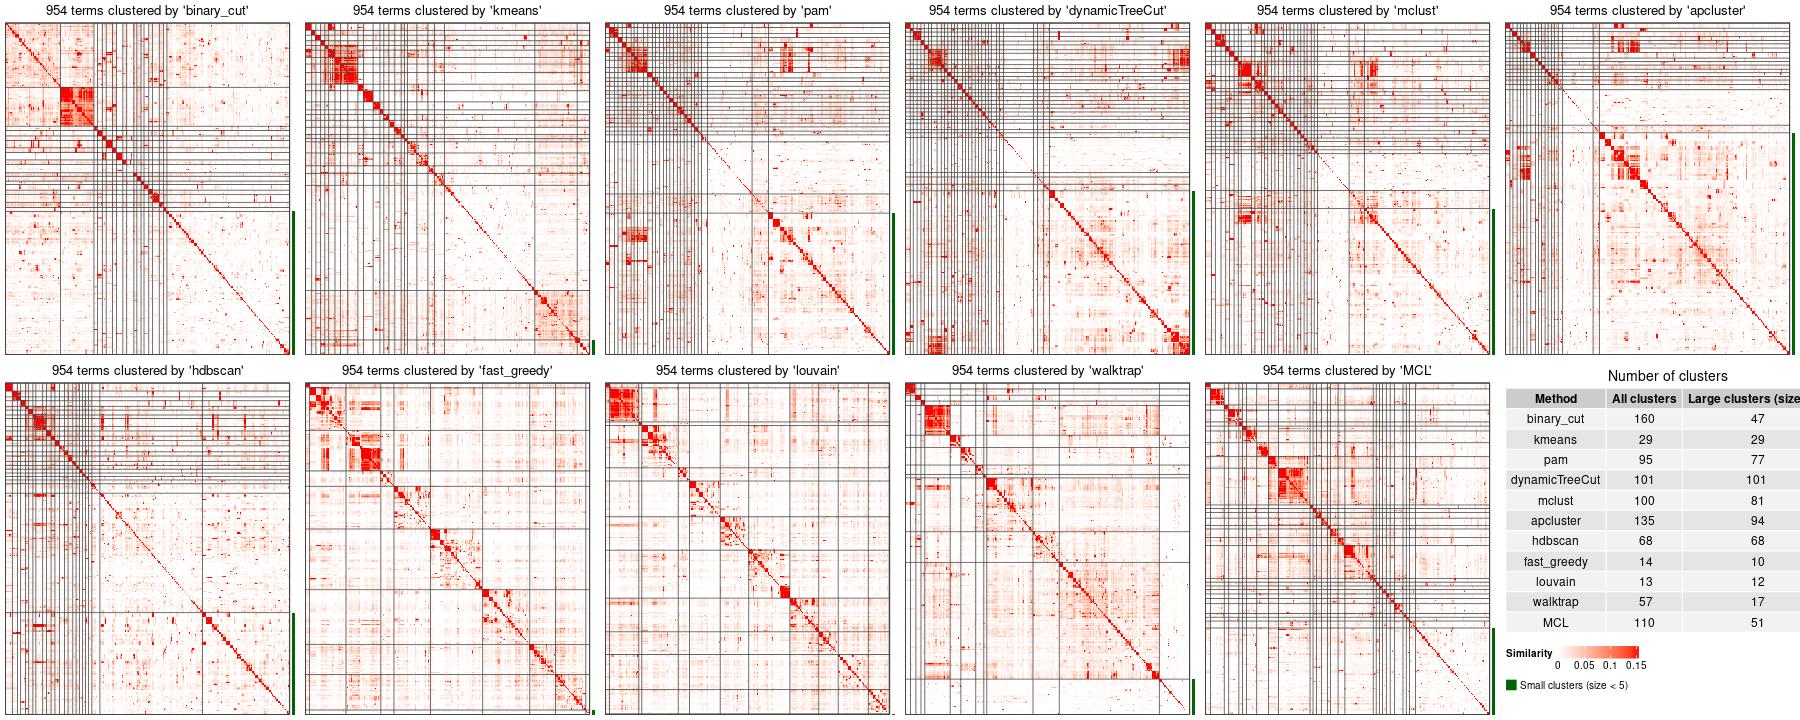 954 terms clustered by 'binary_cut'
954 terms clustered by 'kmeans'
954 terms clustered by 'pam'
954 terms clustered by 'dynamicTreeCut'
954 terms clustered by 'mclust'
954 terms clustered by 'apcluster'
954 terms clustered by 'hdbscan'
954 terms clustered by 'fast_greedy'
954 terms clustered by 'louvain'
954 terms clustered by 'walktrap'
954 terms clustered by 'MCL'
Number of clusters
Method All clusters Large clusters (size
binary_cut 160 47
kmeans 29 29
pam 95 77
dynamicTreeCut 101 101
mclust 100 81
apcluster 135 94
hdbscan 68 68
fast_greedy 14 10
louvain 13 12
walktrap 57 17
MCL 110 51
Similarity
0 0.05 0.1 0.15
Small clusters (size < 5)